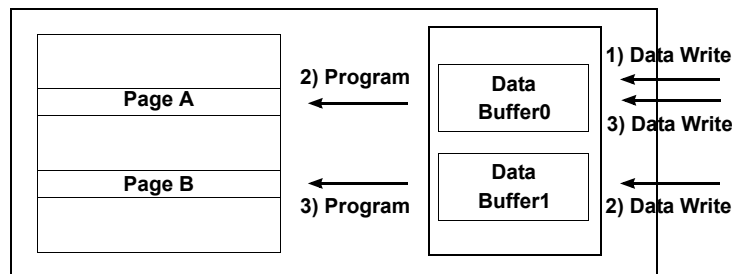 1) Data Write
2) Program
Data
Buffer0
Page A
3) Data Write
Page B
Data
Buffer1
3) Program
2) Data Write